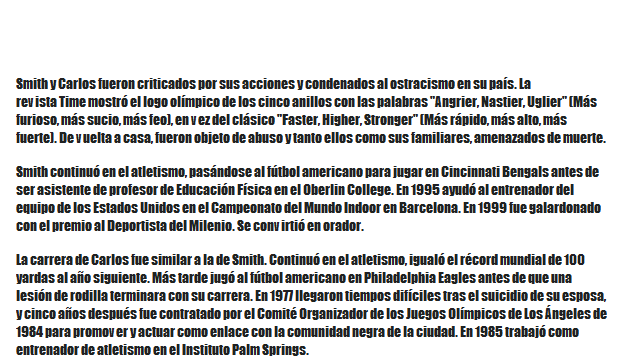 Smith y Carlos fueron criticados por sus acciones y condenados al ostracismo en su país. La
rev ista Time mostró el logo olímpico de los cinco anillos con las palabras "Angrier, Nastier, Uglier" (Más
furioso, más sucio, más feo), en v ez del clásico "Faster, Higher, Stronger" (Más rápido, más alto, más
fuerte). De v uelta a casa, fueron objeto de abuso y tanto ellos como sus familiares, amenazados de muerte.
Smith continuó en el atletismo, pasándose al fútbol americano para jugar en Cincinnati Bengals antes de
ser asistente de profesor de Educación Física en el Oberlin College. En 1995 ayudó al entrenador del
equipo de los Estados Unidos en el Campeonato del Mundo Indoor en Barcelona. En 1999 fue galardonado
con el premio al Deportista del Milenio. Se conv irtió en orador.
La carrera de Carlos fue similar a la de Smith. Continuó en el atletismo, igualó el récord mundial de 100
yardas al año siguiente. Más tarde jugó al fútbol americano en Philadelphia Eagles antes de que una
lesión de rodilla terminara con su carrera. En 1977 llegaron tiempos difíciles tras el suicidio de su esposa,
y cinco años después fue contratado por el Comité Organizador de los Juegos Olímpicos de Los Ángeles de
1984 para promov er y actuar como enlace con la comunidad negra de la ciudad. En 1985 trabajó como
entrenador de atletismo en el Instituto Palm Springs.